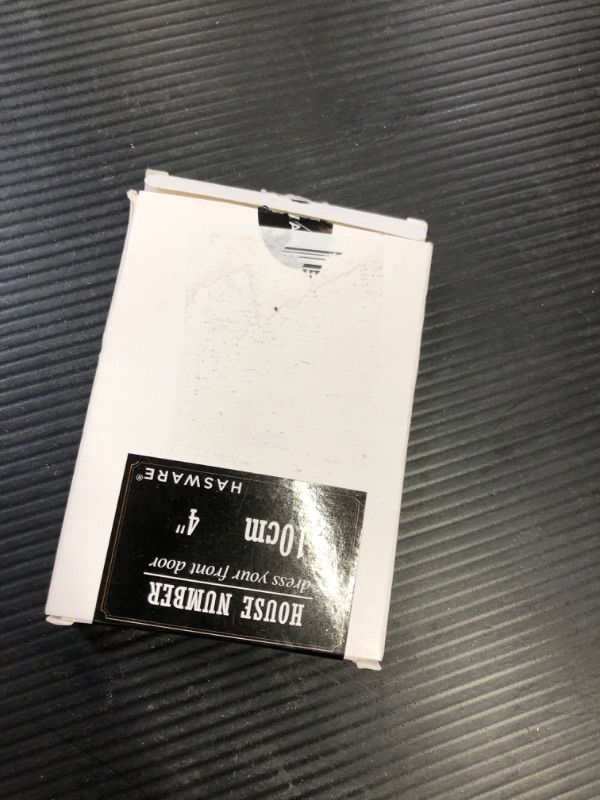 HOUSE NUMBER
dress your front door
10cm 4"
HASWARE®